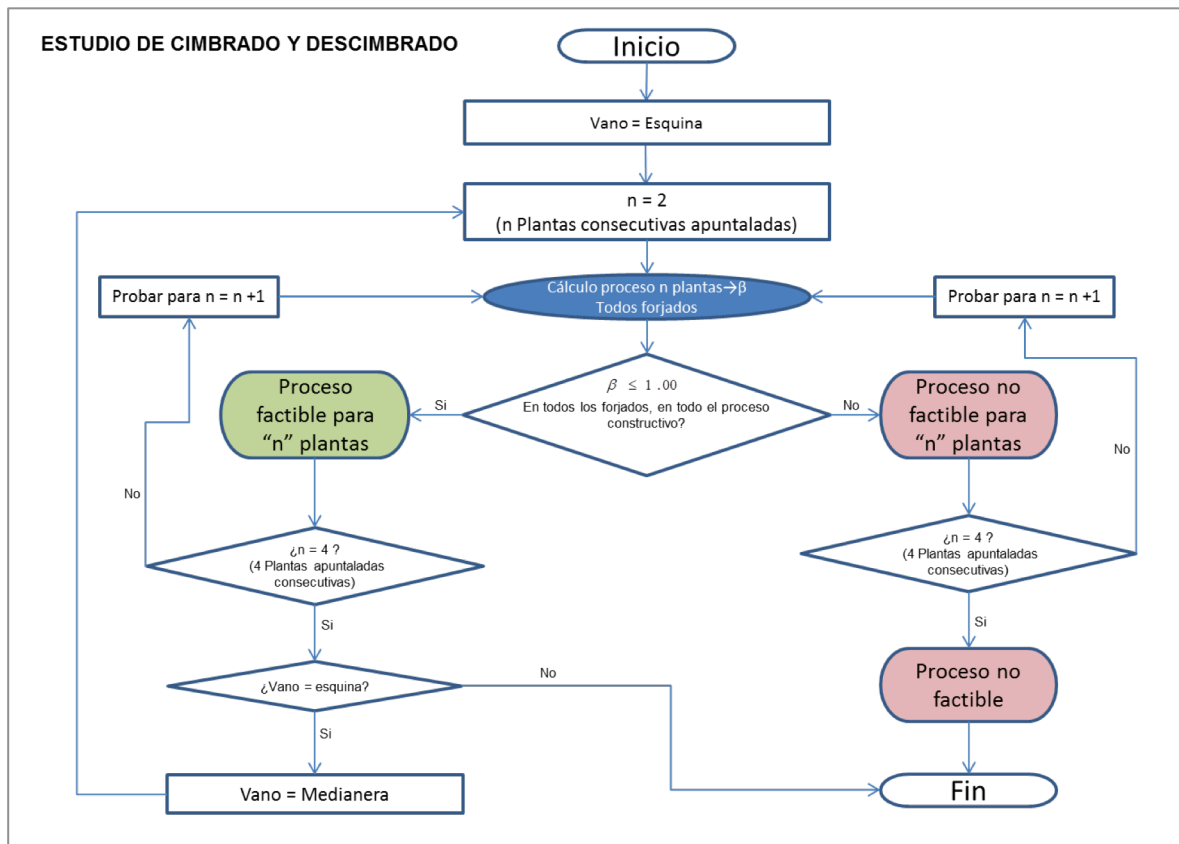 ESTUDIO DE CIMBRADO Y DESCIMBRADO
Inicio
Vano = Esquina
n = 2
(n Plantas consecutivas apuntaladas)
Probar para n = n +1
Cálculo proceso n plantas→β
Todos forjados
Probar para n = n +1
Proceso
factible para
“n” plantas
Si
β ≤ 1 .00
En todos los forjados, en todo el proceso
constructivo?
No
Proceso no
factible para
“n” plantas
No
No
¿n = 4 ?
(4 Plantas apuntaladas
consecutivas)
¿n = 4 ?
(4 Plantas apuntaladas
consecutivas)
Si
Si
¿Vano = esquina?
No
Proceso no
factible
Si
Vano = Medianera
Fin